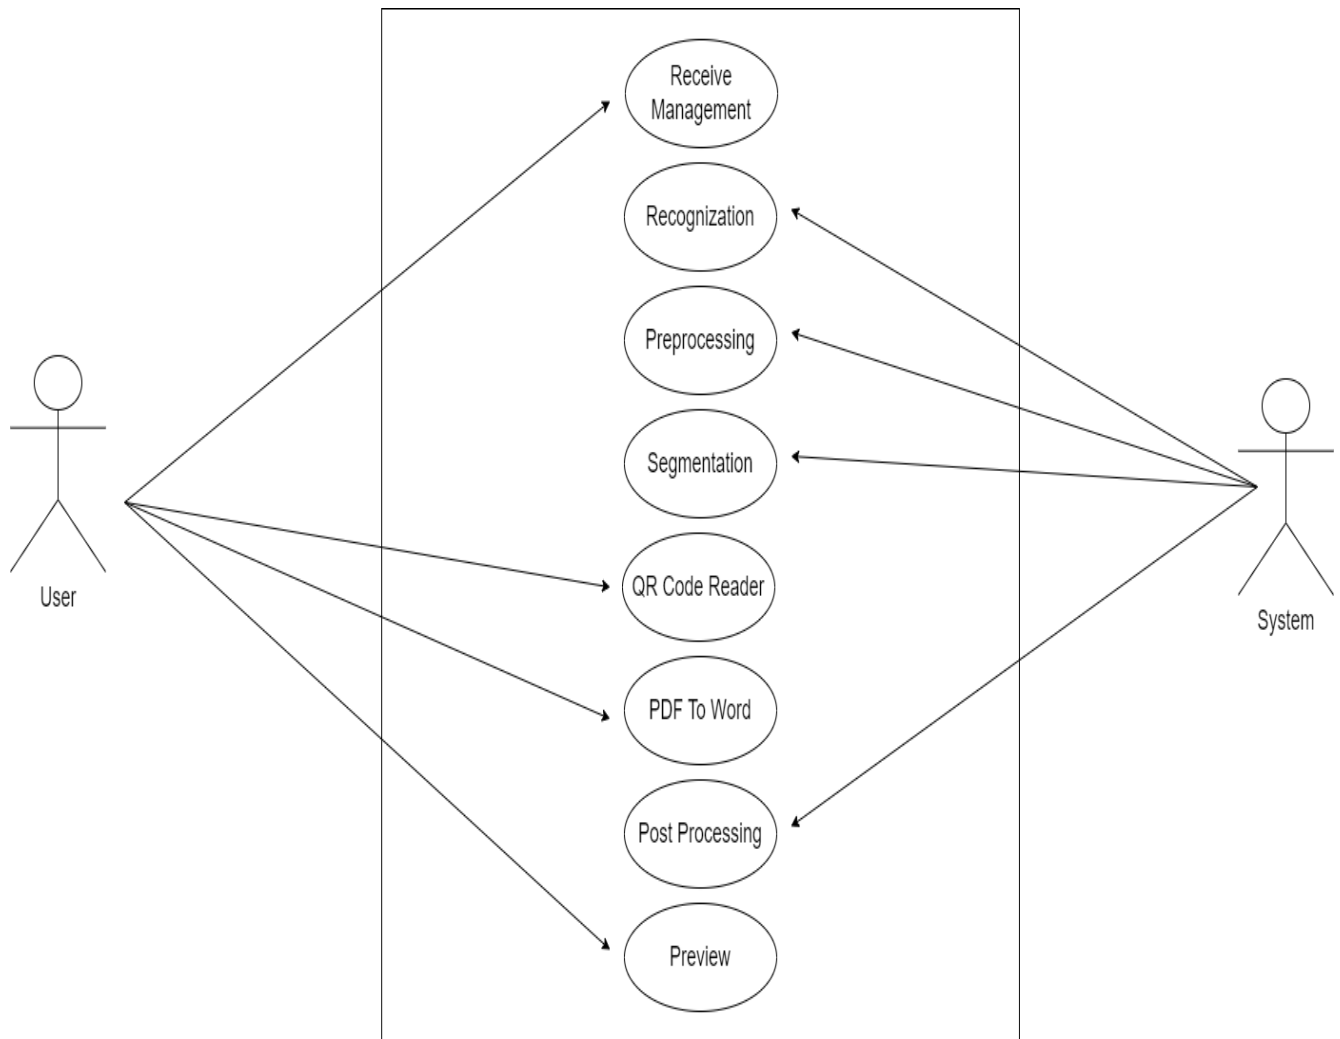 Receive
Management
Recognization
Preprocessing
Segmentation
QR Code Reader
User
System
PDF To Word
Post Processing
Preview